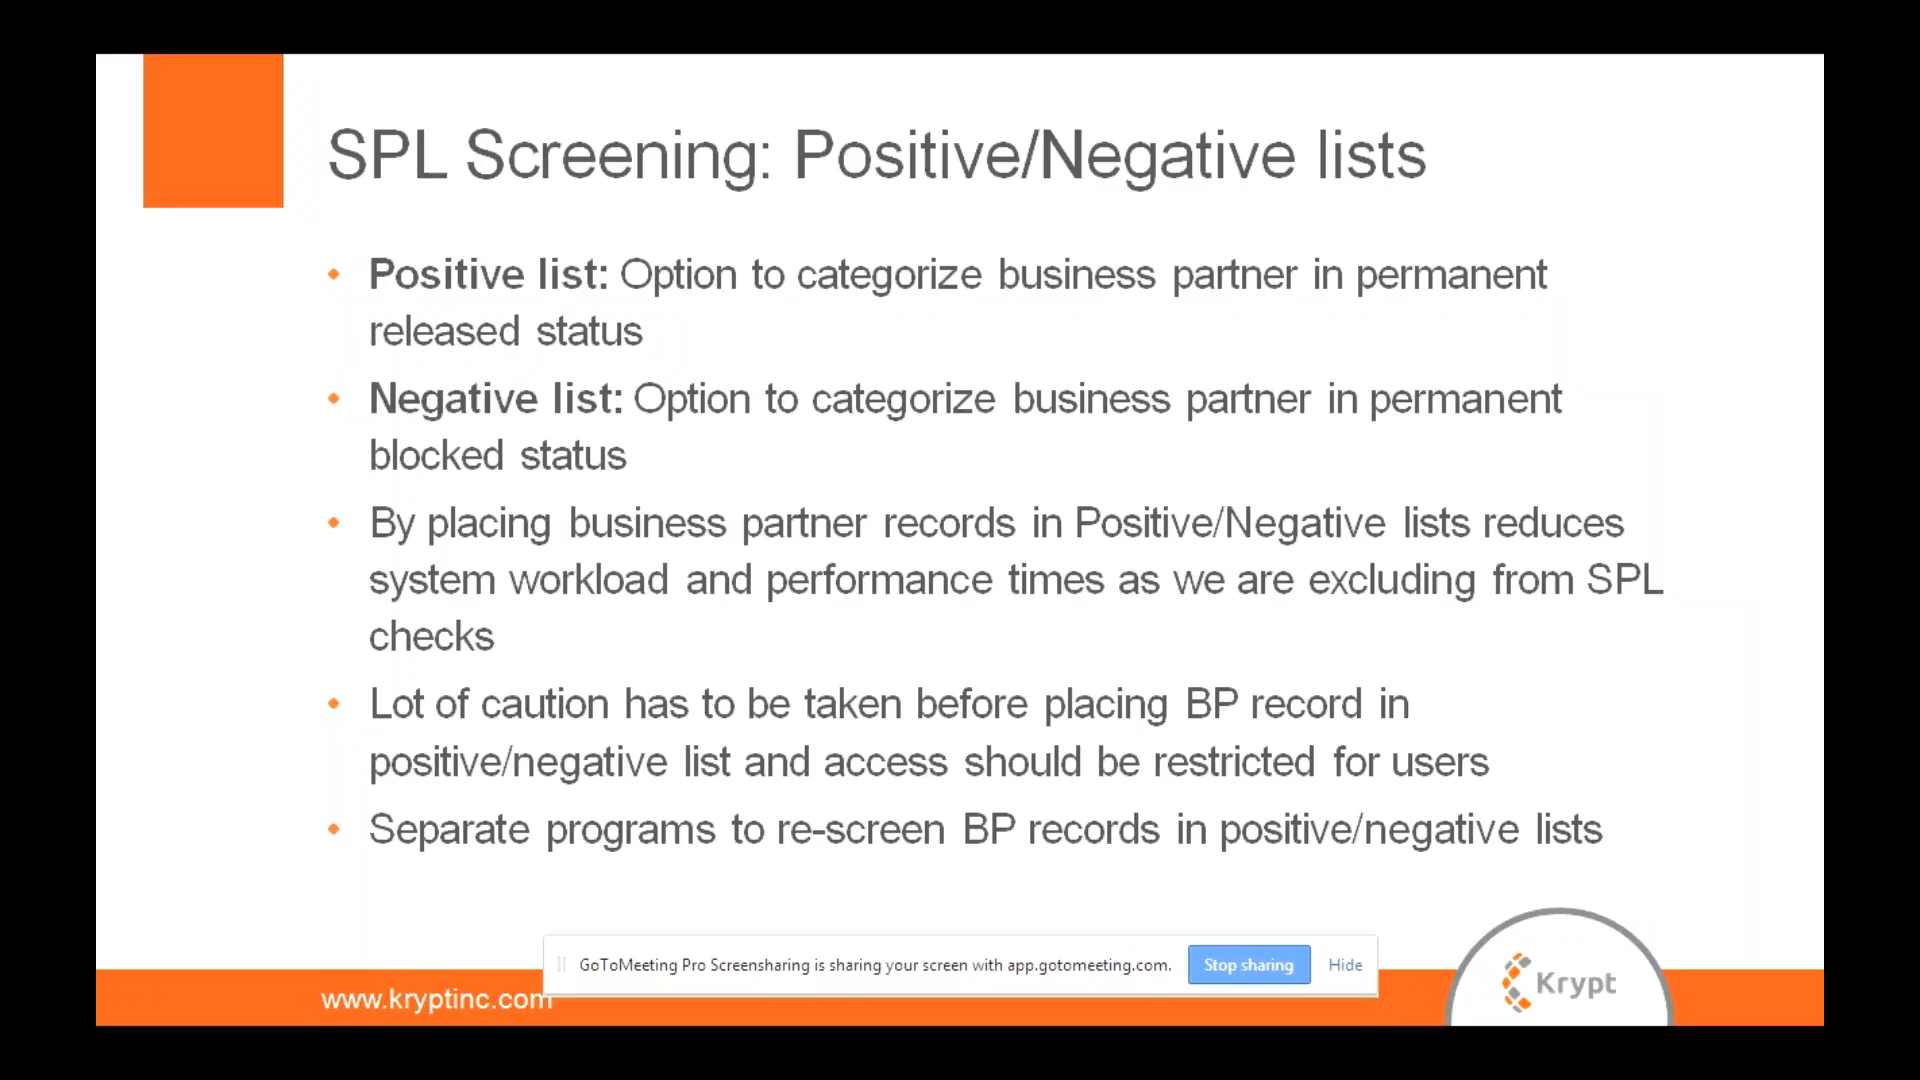 SPL Screening: Positive/Negative lists
• Positive list: Option to categorize business partner in permanent
released status
• Negative list: Option to categorize business partner in permanent
blocked status
• By placing business partner records in Positive/Negative lists reduces
system workload and performance times as we are excluding from SPL
checks
• Lot of caution has to be taken before placing BP record in
positive/negative list and access should be restricted for users
• Separate programs to re-screen BP records in positive/negative lists
GoToMeeting Pro Screensharing is sharing your screen with app.gotomeeting.com. Stop sharing Hide
www.kryptinc.com
Krypt